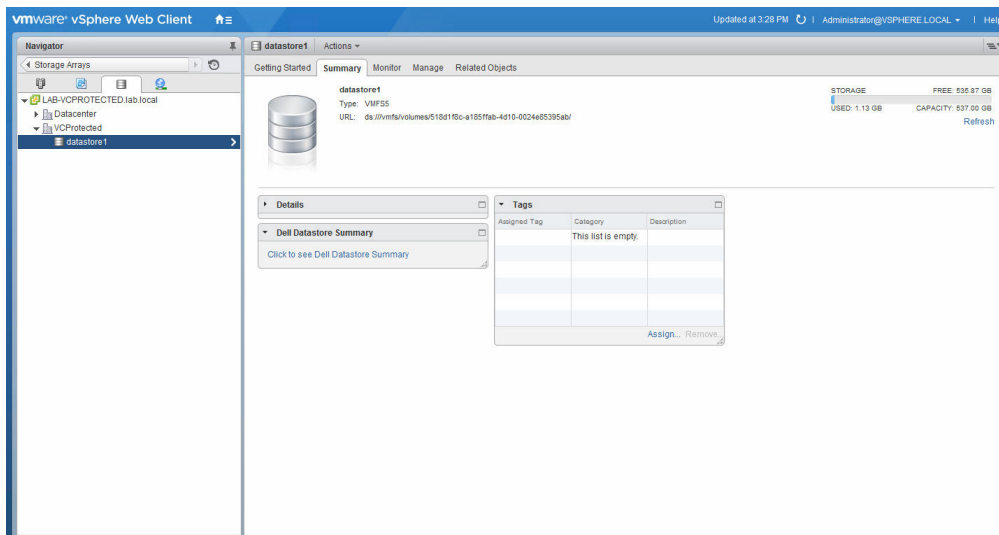 vmware® vSphere Web Client
Updated at 3:28 PM | Administrator@VSPHERE.LOCAL | Help
Navigator
Storage Arrays
LAB-VCPROTECTED.lab.local
Datacenter
VCProtected
datastore1
datastore1 Actions
Getting Started Summary Monitor Manage Related Objects
datastore1
Type: VMFS5
URL: ds:///vmfs/volumes/518d1f8c-a185ffab-4d10-0024e85395ab/
STORAGE FREE: 535.87 GB
USED: 1.13 GB CAPACITY: 537.00 GB
Refresh
Details
Dell Datastore Summary
Click to see Dell Datastore Summary
Tags
Assigned Tag Category Description
This list is empty.
Assign... Remove...